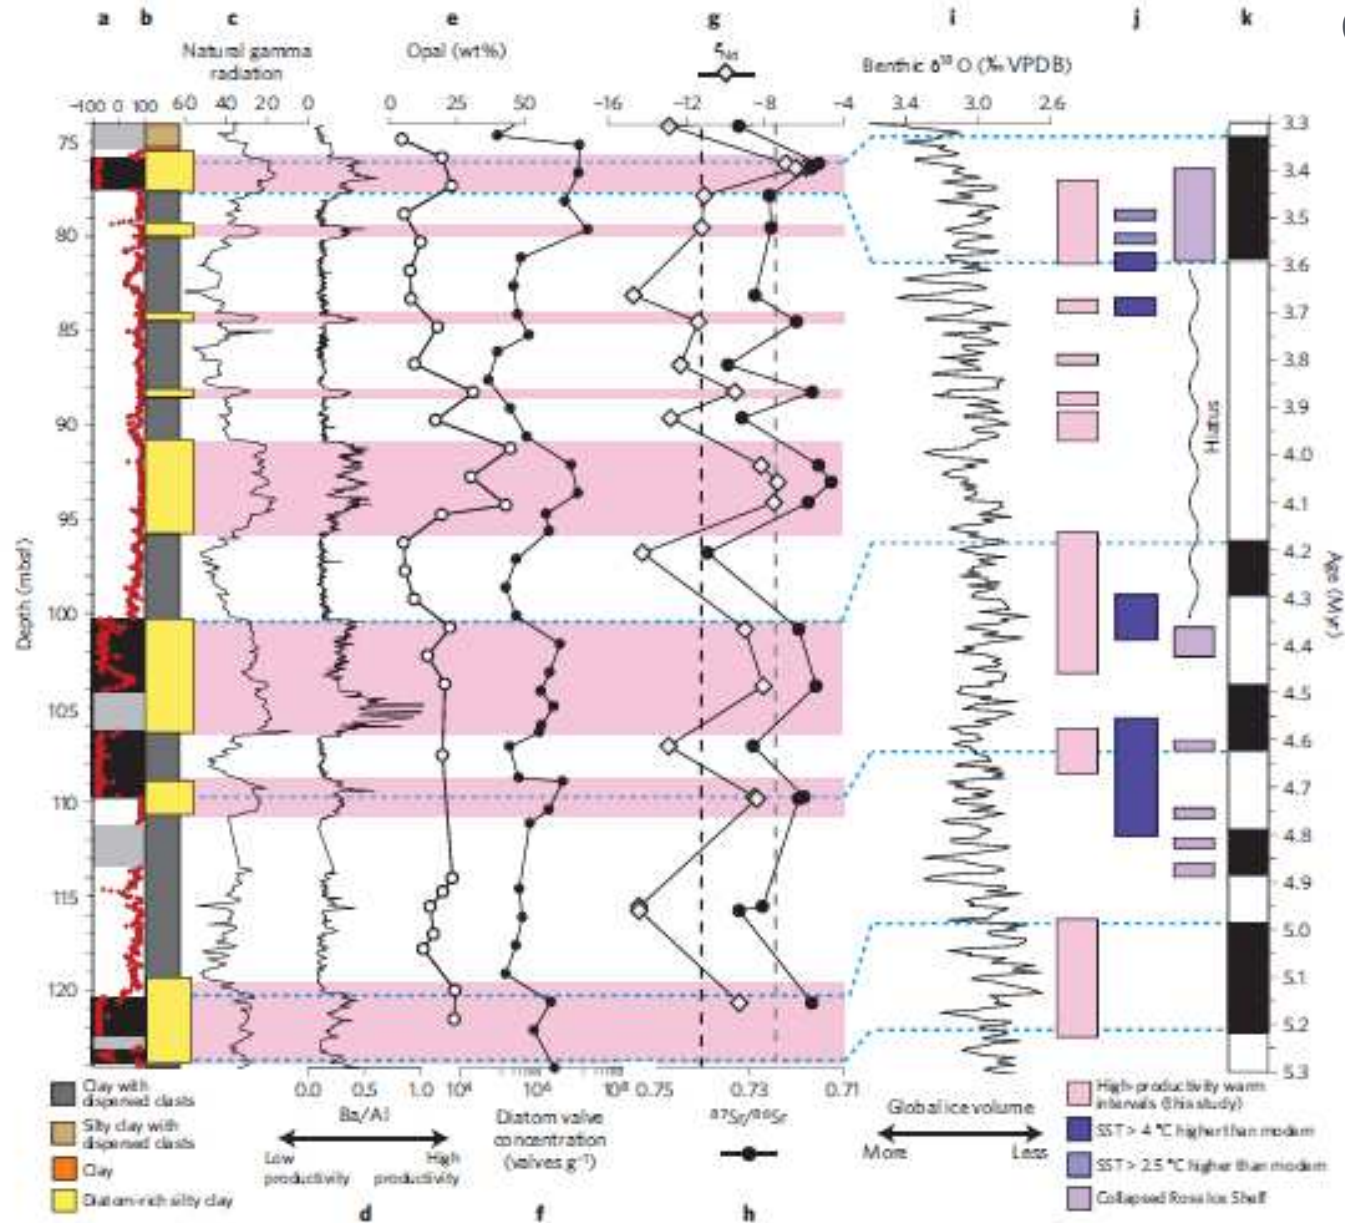 a b c e g i j k
Natural gamma
radiation
Opal (wt%)
εNd
Benthic δ¹⁸O (‰ VPDB)
-100 0 100 60 40 20 0 0 25 50 -16 -12 -8 -4 3.4 3.0 2.6
75
80
85
90
95
100
105
110
115
120
Depth (mbsf)
3.3
3.4
3.5
3.6
3.7
3.8
3.9
4.0
4.1
4.2
4.3
4.4
4.5
4.6
4.7
4.8
4.9
5.0
5.1
5.2
5.3
Age (Myr)
Hiatus
0.0 0.5 1.0 10⁴ 10⁶ 10⁸ 0.75 0.73 0.71
Clay with
dispersed clasts
Silty clay with
dispersed clasts
Clay
Diatom-rich silty clay
Ba/Al
Low
productivity
High
productivity
Diatom valve
concentration
(valves g⁻¹)
⁸⁷Sr/⁸⁶Sr
Global ice volume
More Less
High-productivity warm
intervals (this study)
SST > 4 °C higher than modern
SST > 2.5 °C higher than modern
Collapsed Ross Ice Shelf
d f h